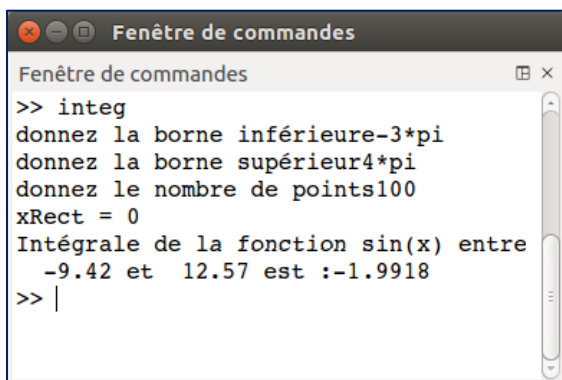 Fenêtre de commandes
Fenêtre de commandes
>> integ
donnez la borne inférieure-3*pi
donnez la borne supérieur4*pi
donnez le nombre de points100
xRect = 0
Intégrale de la fonction sin(x) entre
-9.42 et  12.57 est :-1.9918
>>